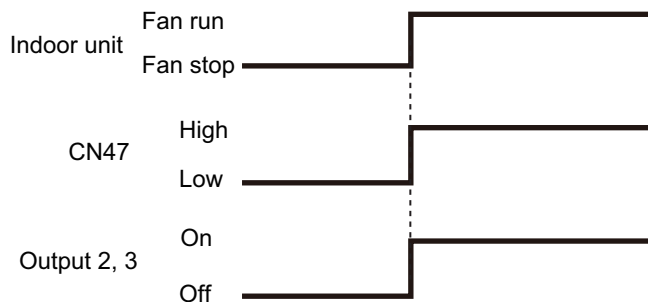 Fan run
Indoor unit
Fan stop
High
CN47
Low
On
Output 2, 3
Off